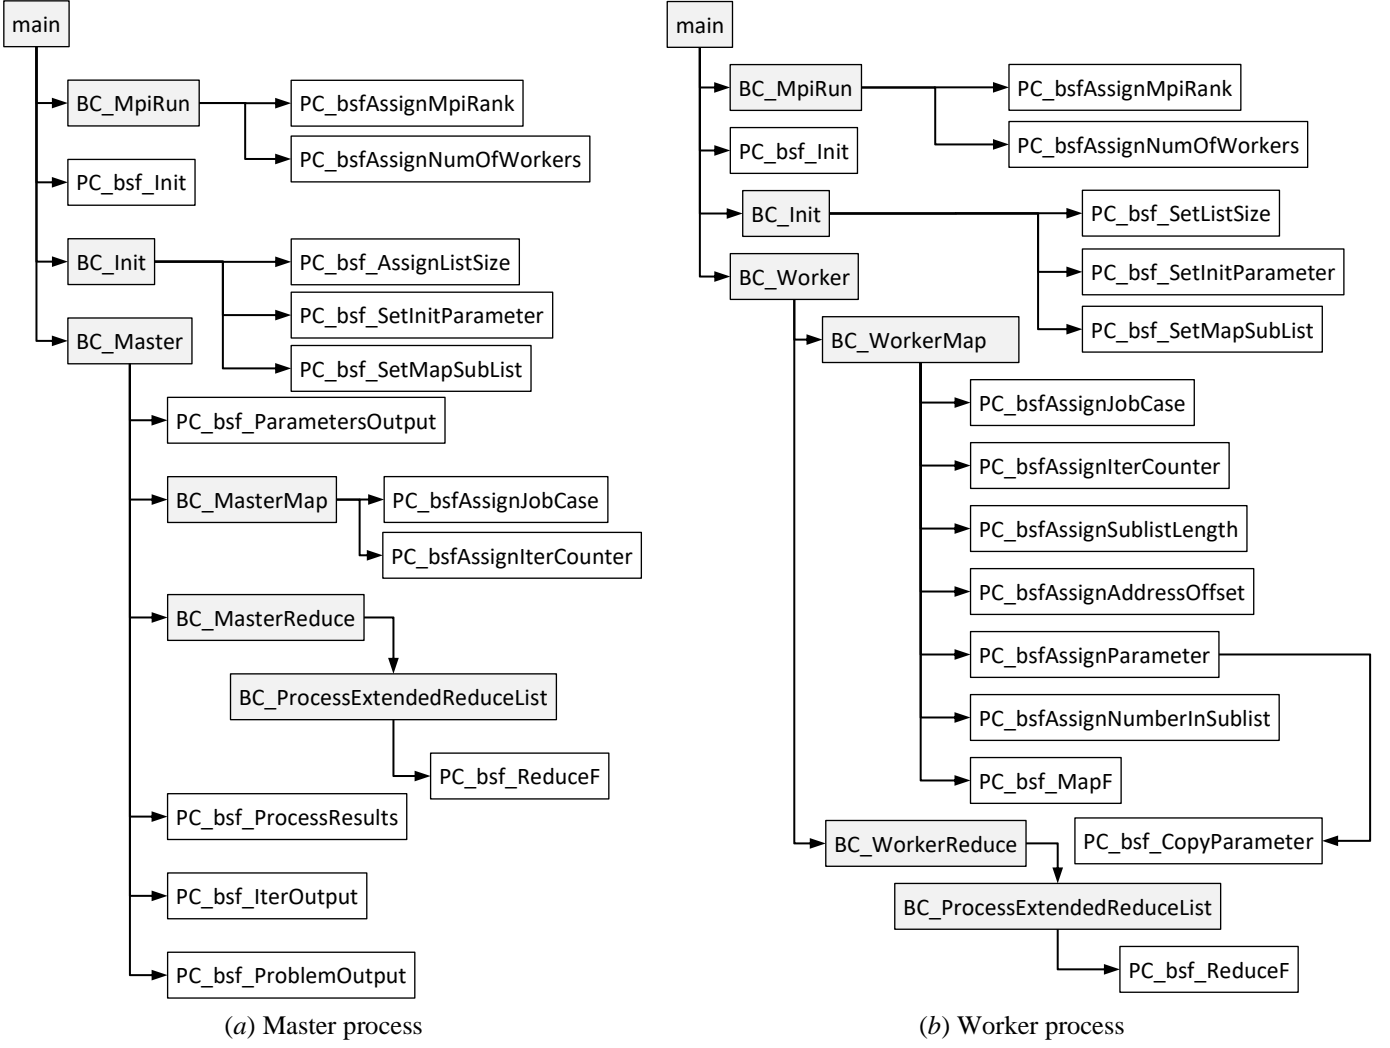 main
BC_MpiRun
PC_bsfAssignMpiRank
PC_bsfAssignNumOfWorkers
PC_bsf_Init
BC_Init
PC_bsf_AssignListSize
PC_bsf_SetInitParameter
PC_bsf_SetMapSubList
BC_Master
PC_bsf_ParametersOutput
BC_MasterMap
PC_bsfAssignJobCase
PC_bsfAssignIterCounter
BC_MasterReduce
BC_ProcessExtendedReduceList
PC_bsf_ReduceF
PC_bsf_ProcessResults
PC_bsf_IterOutput
PC_bsf_ProblemOutput
(a) Master process
main
BC_MpiRun
PC_bsfAssignMpiRank
PC_bsfAssignNumOfWorkers
PC_bsf_Init
BC_Init
PC_bsf_SetListSize
PC_bsf_SetInitParameter
PC_bsf_SetMapSubList
BC_Worker
BC_WorkerMap
PC_bsfAssignJobCase
PC_bsfAssignIterCounter
PC_bsfAssignSublistLength
PC_bsfAssignAddressOffset
PC_bsfAssignParameter
PC_bsfAssignNumberInSublist
PC_bsf_MapF
PC_bsf_CopyParameter
BC_WorkerReduce
BC_ProcessExtendedReduceList
PC_bsf_ReduceF
(b) Worker process